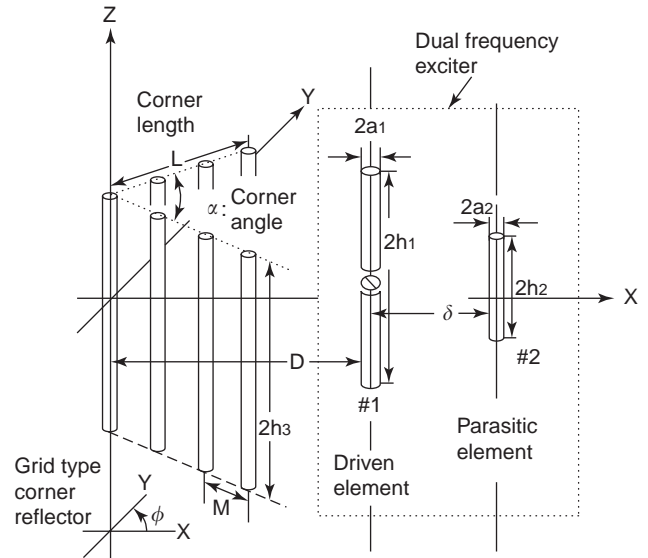 Z
Dual frequency
exciter
Corner
length
Y
2a1
L
α:
Corner
angle
2a2
2h1
2h2
X
δ
D
#1
#2
2h3
Parasitic
element
Grid type
corner
reflector
Driven
element
Y
M
ϕ
X